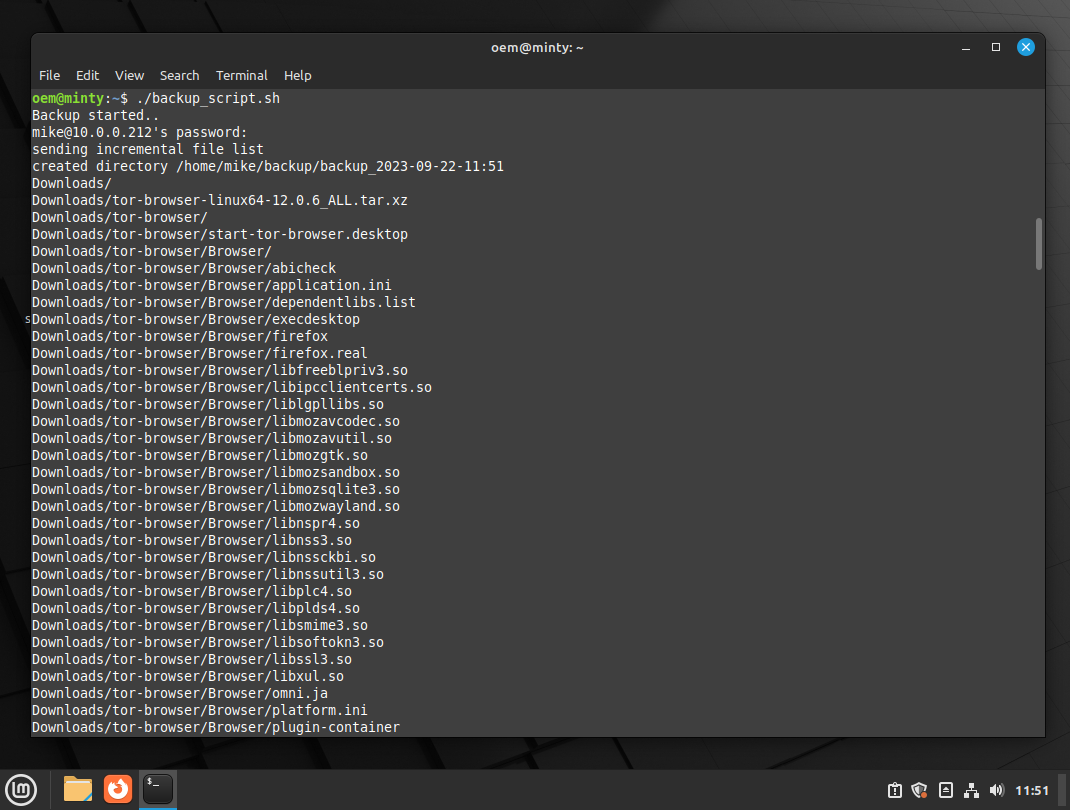 oem@minty: ~
File Edit View Search Terminal Help
oem@minty:~$ ./backup_script.sh
Backup started..
mike@10.0.0.212's password:
sending incremental file list
created directory /home/mike/backup/backup_2023-09-22-11:51
Downloads/
Downloads/tor-browser-linux64-12.0.6_ALL.tar.xz
Downloads/tor-browser/
Downloads/tor-browser/start-tor-browser.desktop
Downloads/tor-browser/Browser/
Downloads/tor-browser/Browser/abicheck
Downloads/tor-browser/Browser/application.ini
Downloads/tor-browser/Browser/dependentlibs.list
Downloads/tor-browser/Browser/execdesktop
Downloads/tor-browser/Browser/firefox
Downloads/tor-browser/Browser/firefox.real
Downloads/tor-browser/Browser/libfreeblpriv3.so
Downloads/tor-browser/Browser/libipcclientcerts.so
Downloads/tor-browser/Browser/liblgpllibs.so
Downloads/tor-browser/Browser/libmozavcodec.so
Downloads/tor-browser/Browser/libmozavutil.so
Downloads/tor-browser/Browser/libmozgtk.so
Downloads/tor-browser/Browser/libmozsandbox.so
Downloads/tor-browser/Browser/libmozsqlite3.so
Downloads/tor-browser/Browser/libmozwayland.so
Downloads/tor-browser/Browser/libnspr4.so
Downloads/tor-browser/Browser/libnss3.so
Downloads/tor-browser/Browser/libnssckbi.so
Downloads/tor-browser/Browser/libnssutil3.so
Downloads/tor-browser/Browser/libplc4.so
Downloads/tor-browser/Browser/libplds4.so
Downloads/tor-browser/Browser/libsmime3.so
Downloads/tor-browser/Browser/libsoftokn3.so
Downloads/tor-browser/Browser/libssl3.so
Downloads/tor-browser/Browser/libxul.so
Downloads/tor-browser/Browser/omni.ja
Downloads/tor-browser/Browser/platform.ini
Downloads/tor-browser/Browser/plugin-container
11:51